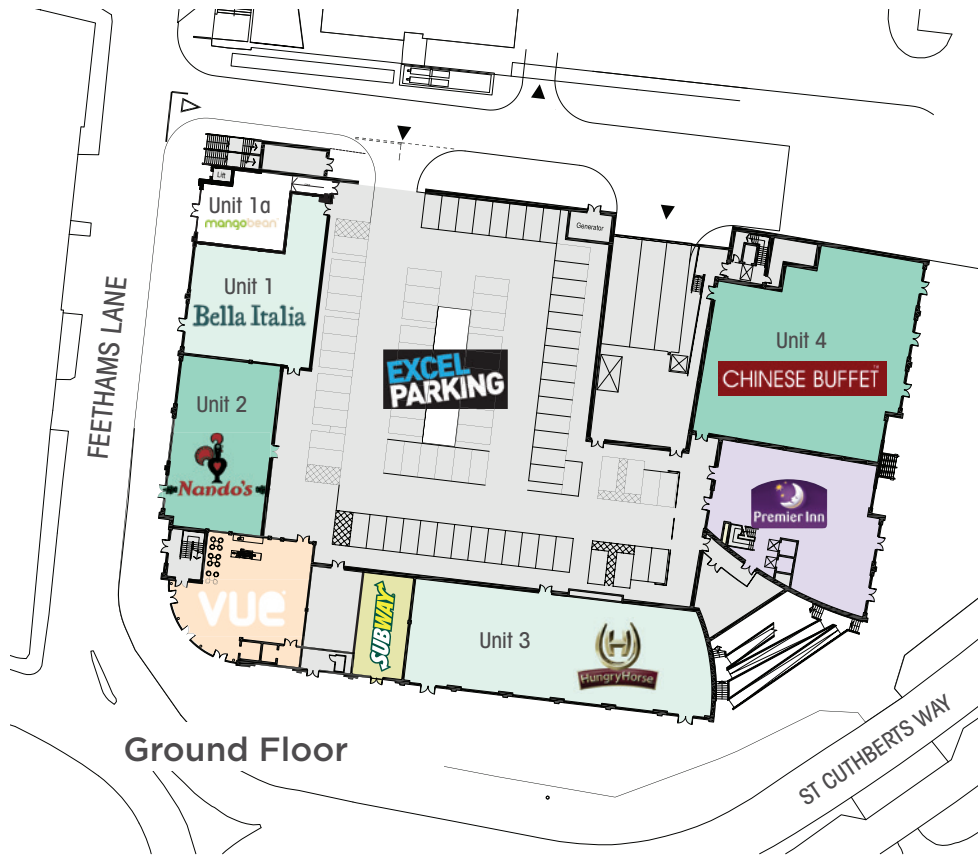 Lift
Unit 1a
mangobean
Generator
Unit 1
Bella Italia
FEETHAMS LANE
EXCEL
PARKING
Unit 4
CHINESE BUFFET
Unit 2
Nando's
Premier Inn
vue
SUBWAY
Unit 3
H
HungryHorse
Ground Floor
ST CUTHBERTS WAY